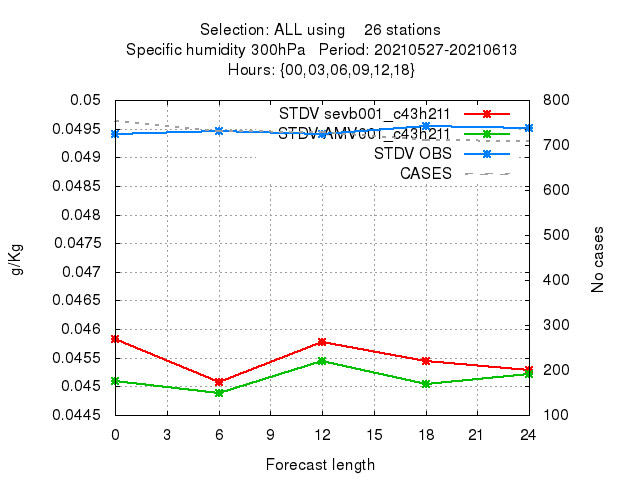 Selection: ALL using 26 stations
Specific humidity 300hPa Period: 20210527-20210613
Hours: {00,03,06,09,12,18}
STDV sevb001_c43h211
STDV AMV001_c43h211
STDV OBS
CASES
0.05
0.0495
0.049
0.0485
0.048
0.0475
0.047
0.0465
0.046
0.0455
0.045
0.0445
g/Kg
800
700
600
500
400
300
200
100
No cases
0 3 6 9 12 15 18 21 24
Forecast length